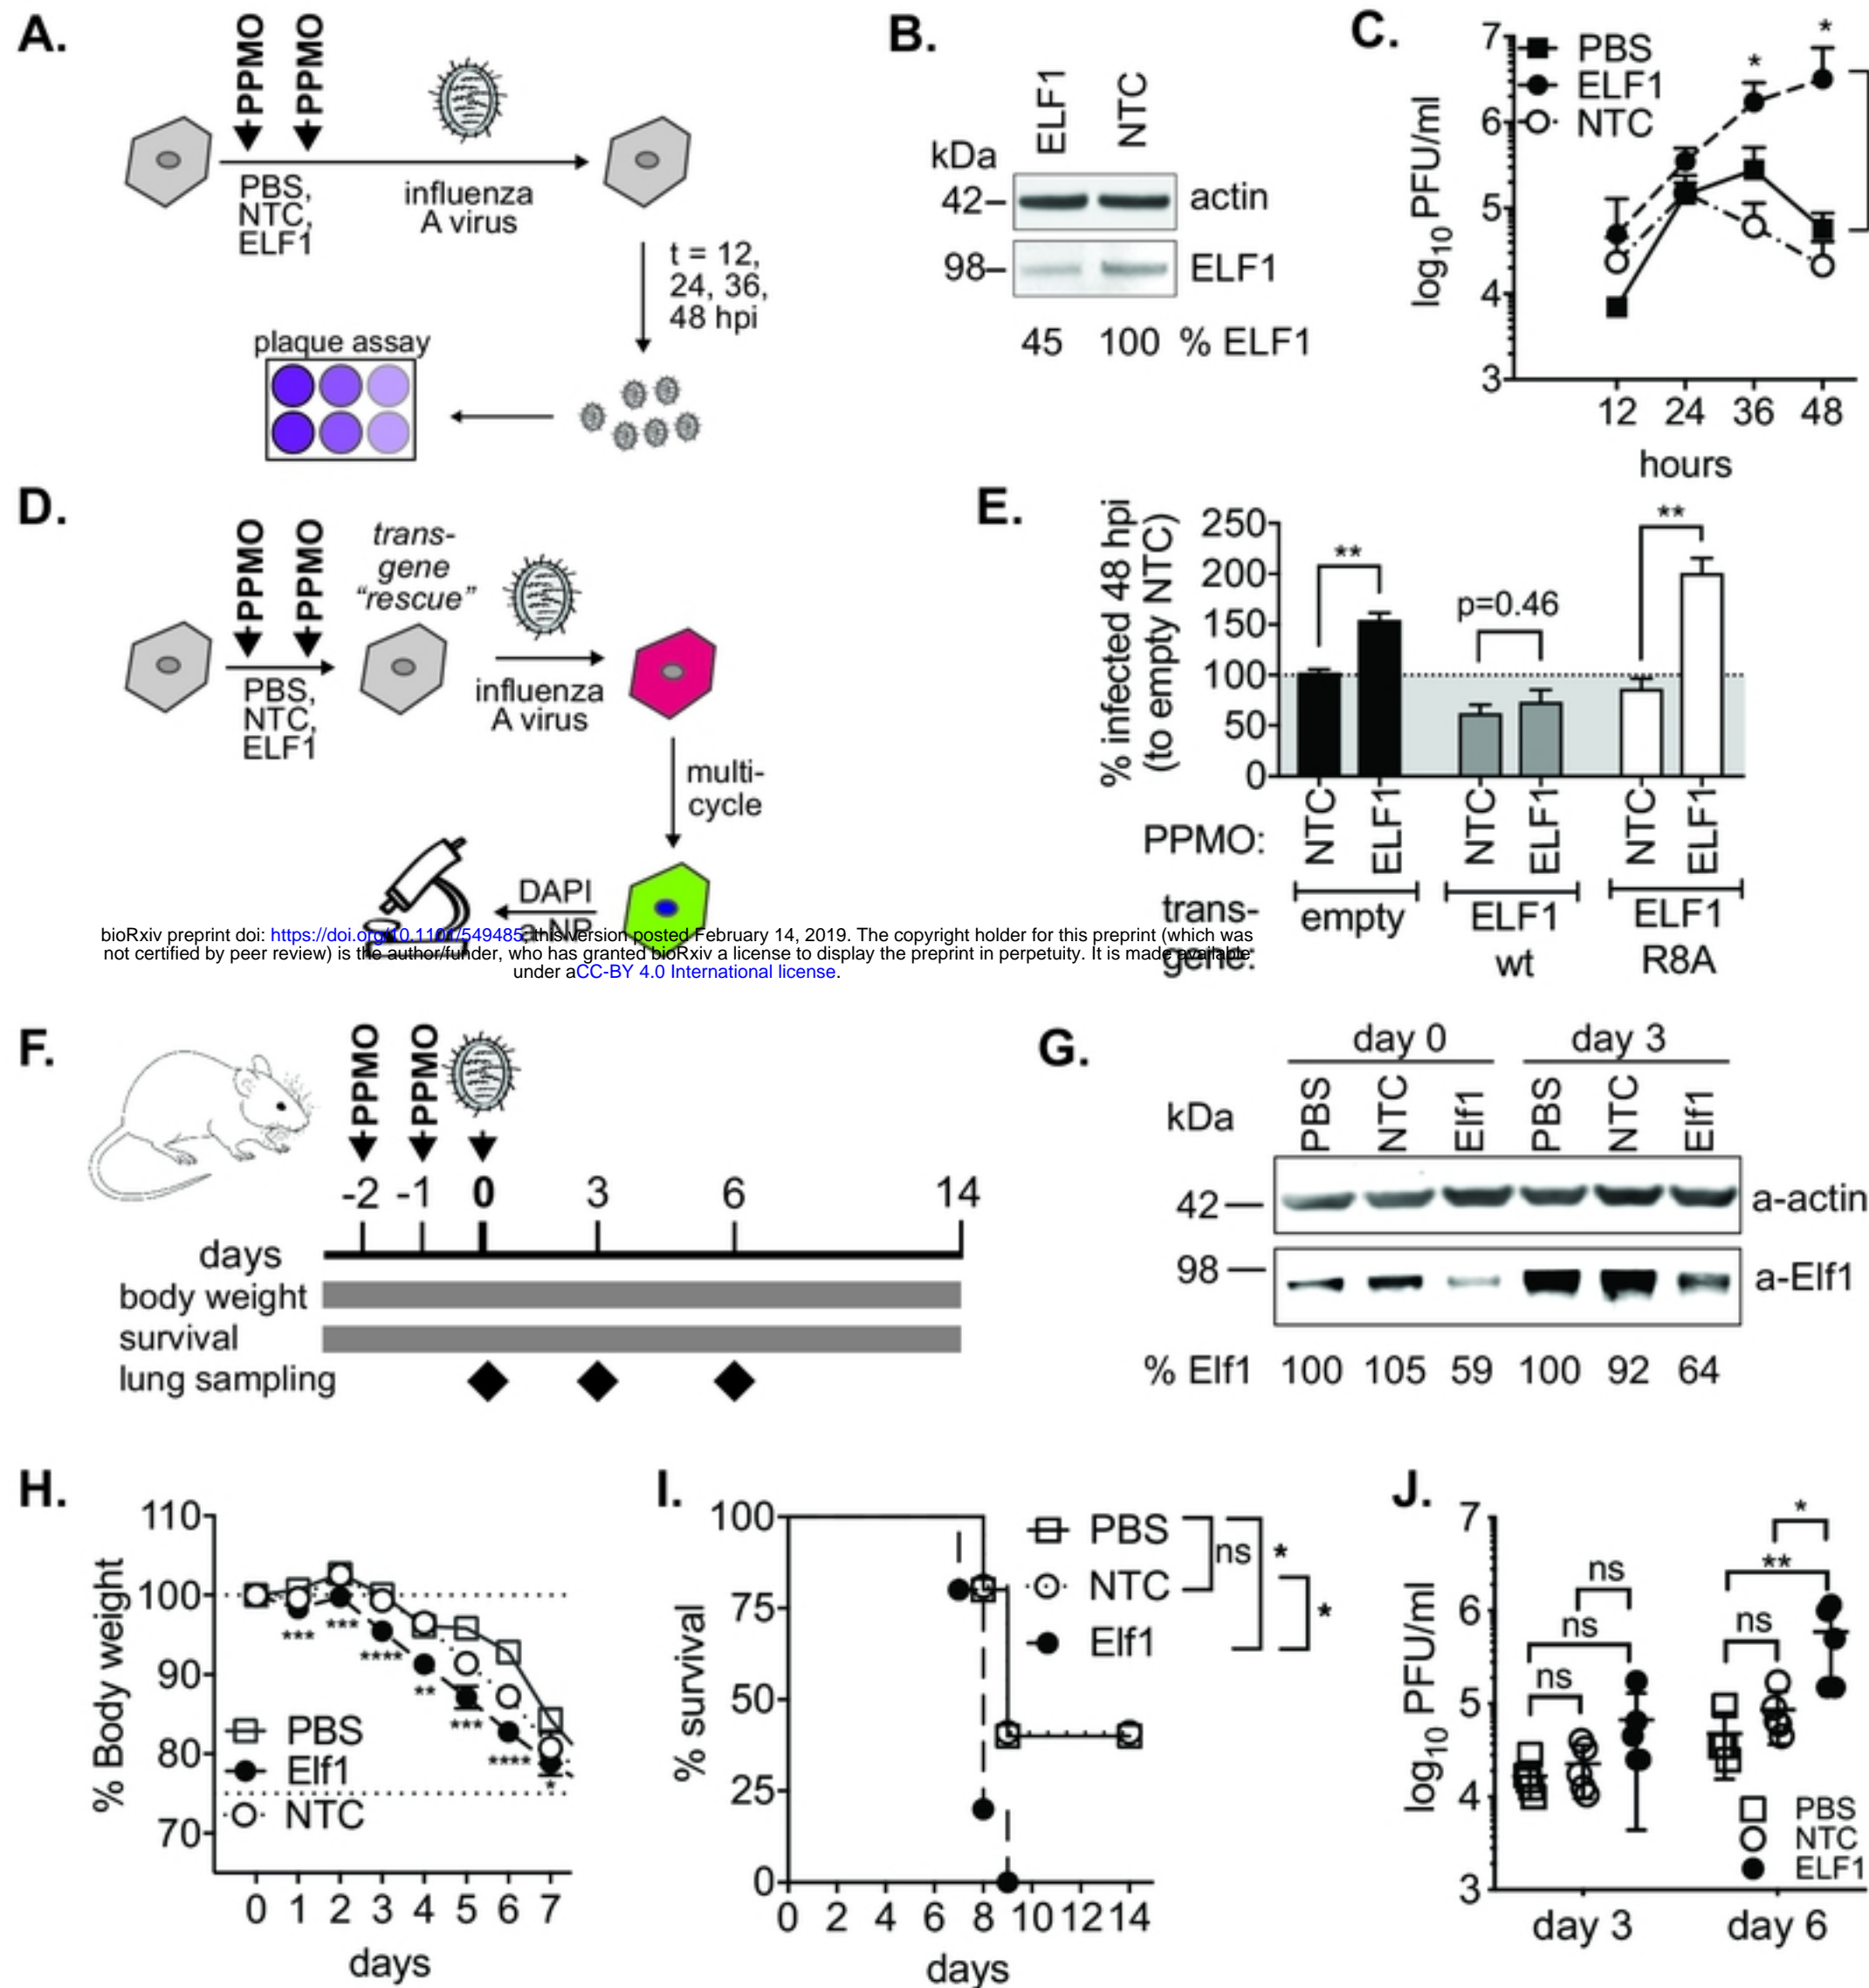 A.
PPMO
PPMO
PBS,
NTC,
ELF1
influenza
A virus
t = 12,
24, 36,
48 hpi
plaque assay
B.
ELF1
NTC
kDa
42
actin
98
ELF1
45 100 % ELF1
C.
log10 PFU/ml
7
6
5
4
3
PBS
ELF1
NTC
*
*
12 24 36 48
hours
D.
PPMO
PPMO
trans-
gene
“rescue”
PBS,
NTC,
ELF1
influenza
A virus
multi-
cycle
DAPI
a-NP
E.
% infected 48 hpi
(to empty NTC)
250
200
150
100
50
0
**
p=0.46
**
PPMO:
NTC
ELF1
NTC
ELF1
NTC
ELF1
trans-
gene:
empty
ELF1
wt
ELF1
R8A
bioRxiv preprint doi: https://doi.org/10.1101/549485; this version posted February 14, 2019. The copyright holder for this preprint (which was
not certified by peer review) is the author/funder, who has granted bioRxiv a license to display the preprint in perpetuity. It is made available
under aCC-BY 4.0 International license.
F.
PPMO
PPMO
-2 -1 0 3 6 14
days
body weight
survival
lung sampling
G.
day 0 day 3
kDa
PBS
NTC
Elf1
PBS
NTC
Elf1
42
a-actin
98
a-Elf1
% Elf1 100 105 59 100 92 64
H.
% Body weight
110
100
90
80
70
***
***
****
**
***
****
*
PBS
Elf1
NTC
0 1 2 3 4 5 6 7
days
I.
% survival
100
75
50
25
0
PBS
NTC
Elf1
ns
*
*
0 2 4 6 8 10 12 14
days
J.
log10 PFU/ml
7
6
5
4
3
ns
ns
ns
*
**
ns
PBS
NTC
ELF1
day 3 day 6